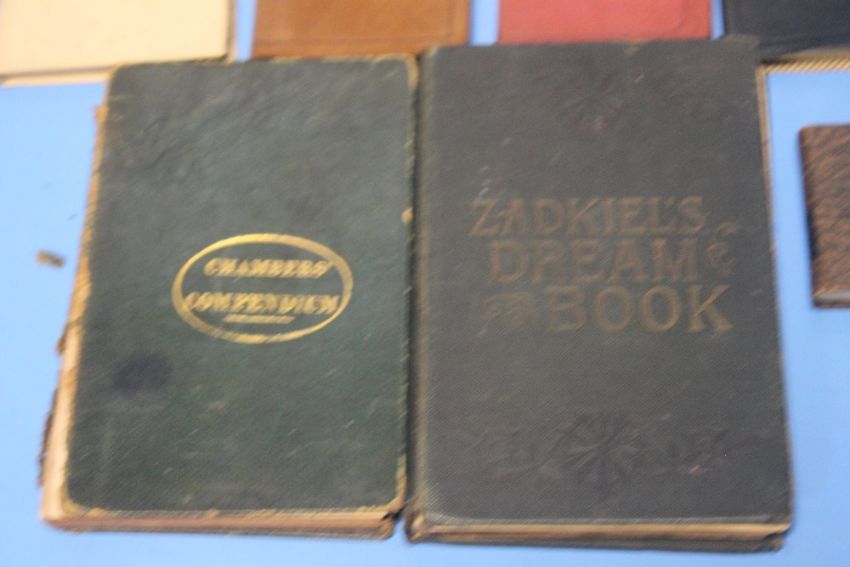 CHAMBERS'
COMPENDIUM
ZADKIEL'S
DREAM
BOOK